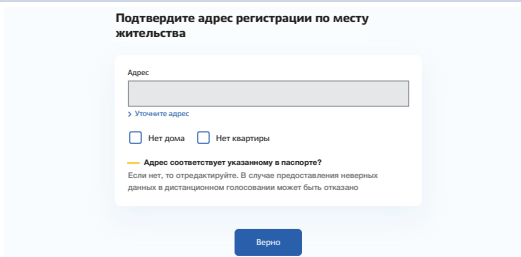 Подтвердите адрес регистрации по месту
жительства
Адрес
Уточните адрес
Нет дома Нет квартиры
Адрес соответствует указанному в паспорте?
Если нет, то отредактируйте. В случае предоставления неверных
данных в дистанционном голосовании может быть отказано
Верно